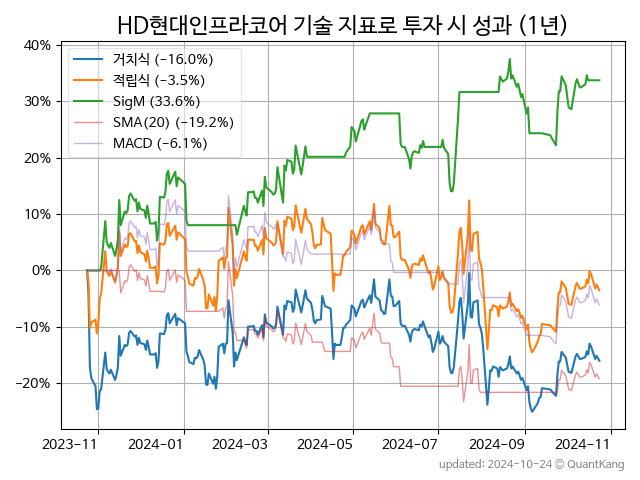 HD현대인프라코어 기술 지표로 투자 시 성과 (1년)
40%
30%
20%
10%
0%
−10%
−20%
거치식 (−16.0%)
적립식 (−3.5%)
SigM (33.6%)
SMA(20) (−19.2%)
MACD (−6.1%)
2023−11 2024−01 2024−03 2024−05 2024−07 2024−09 2024−11
updated: 2024−10−24 ⓒ QuantKang